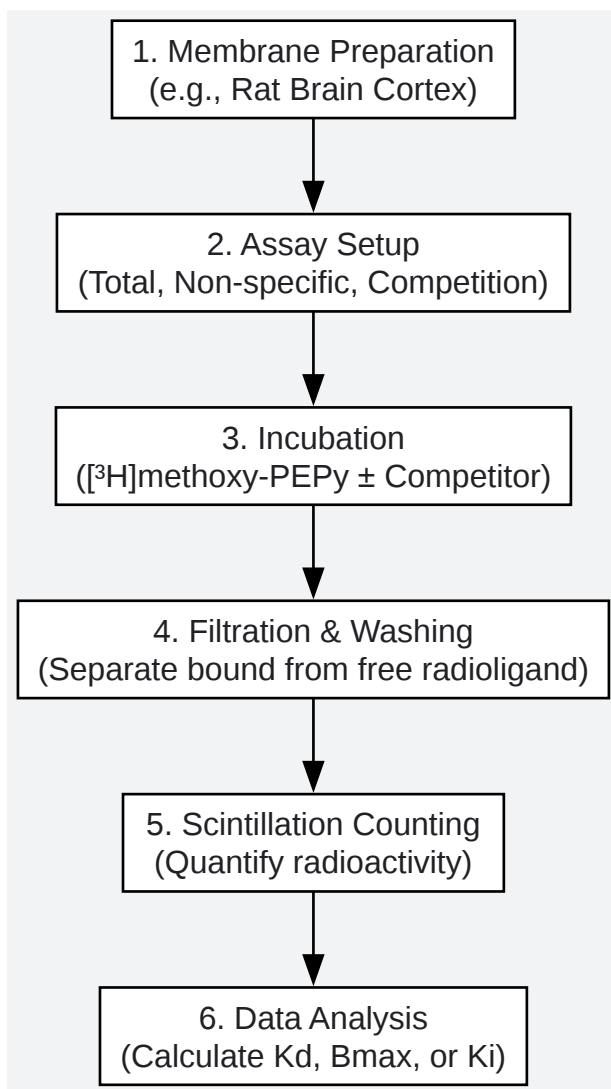 1. Membrane Preparation
(e.g., Rat Brain Cortex)
2. Assay Setup
(Total, Non-specific, Competition)
3. Incubation
([³H]methoxy-PEPy ± Competitor)
4. Filtration & Washing
(Separate bound from free radioligand)
5. Scintillation Counting
(Quantify radioactivity)
6. Data Analysis
(Calculate Kd, Bmax, or Ki)